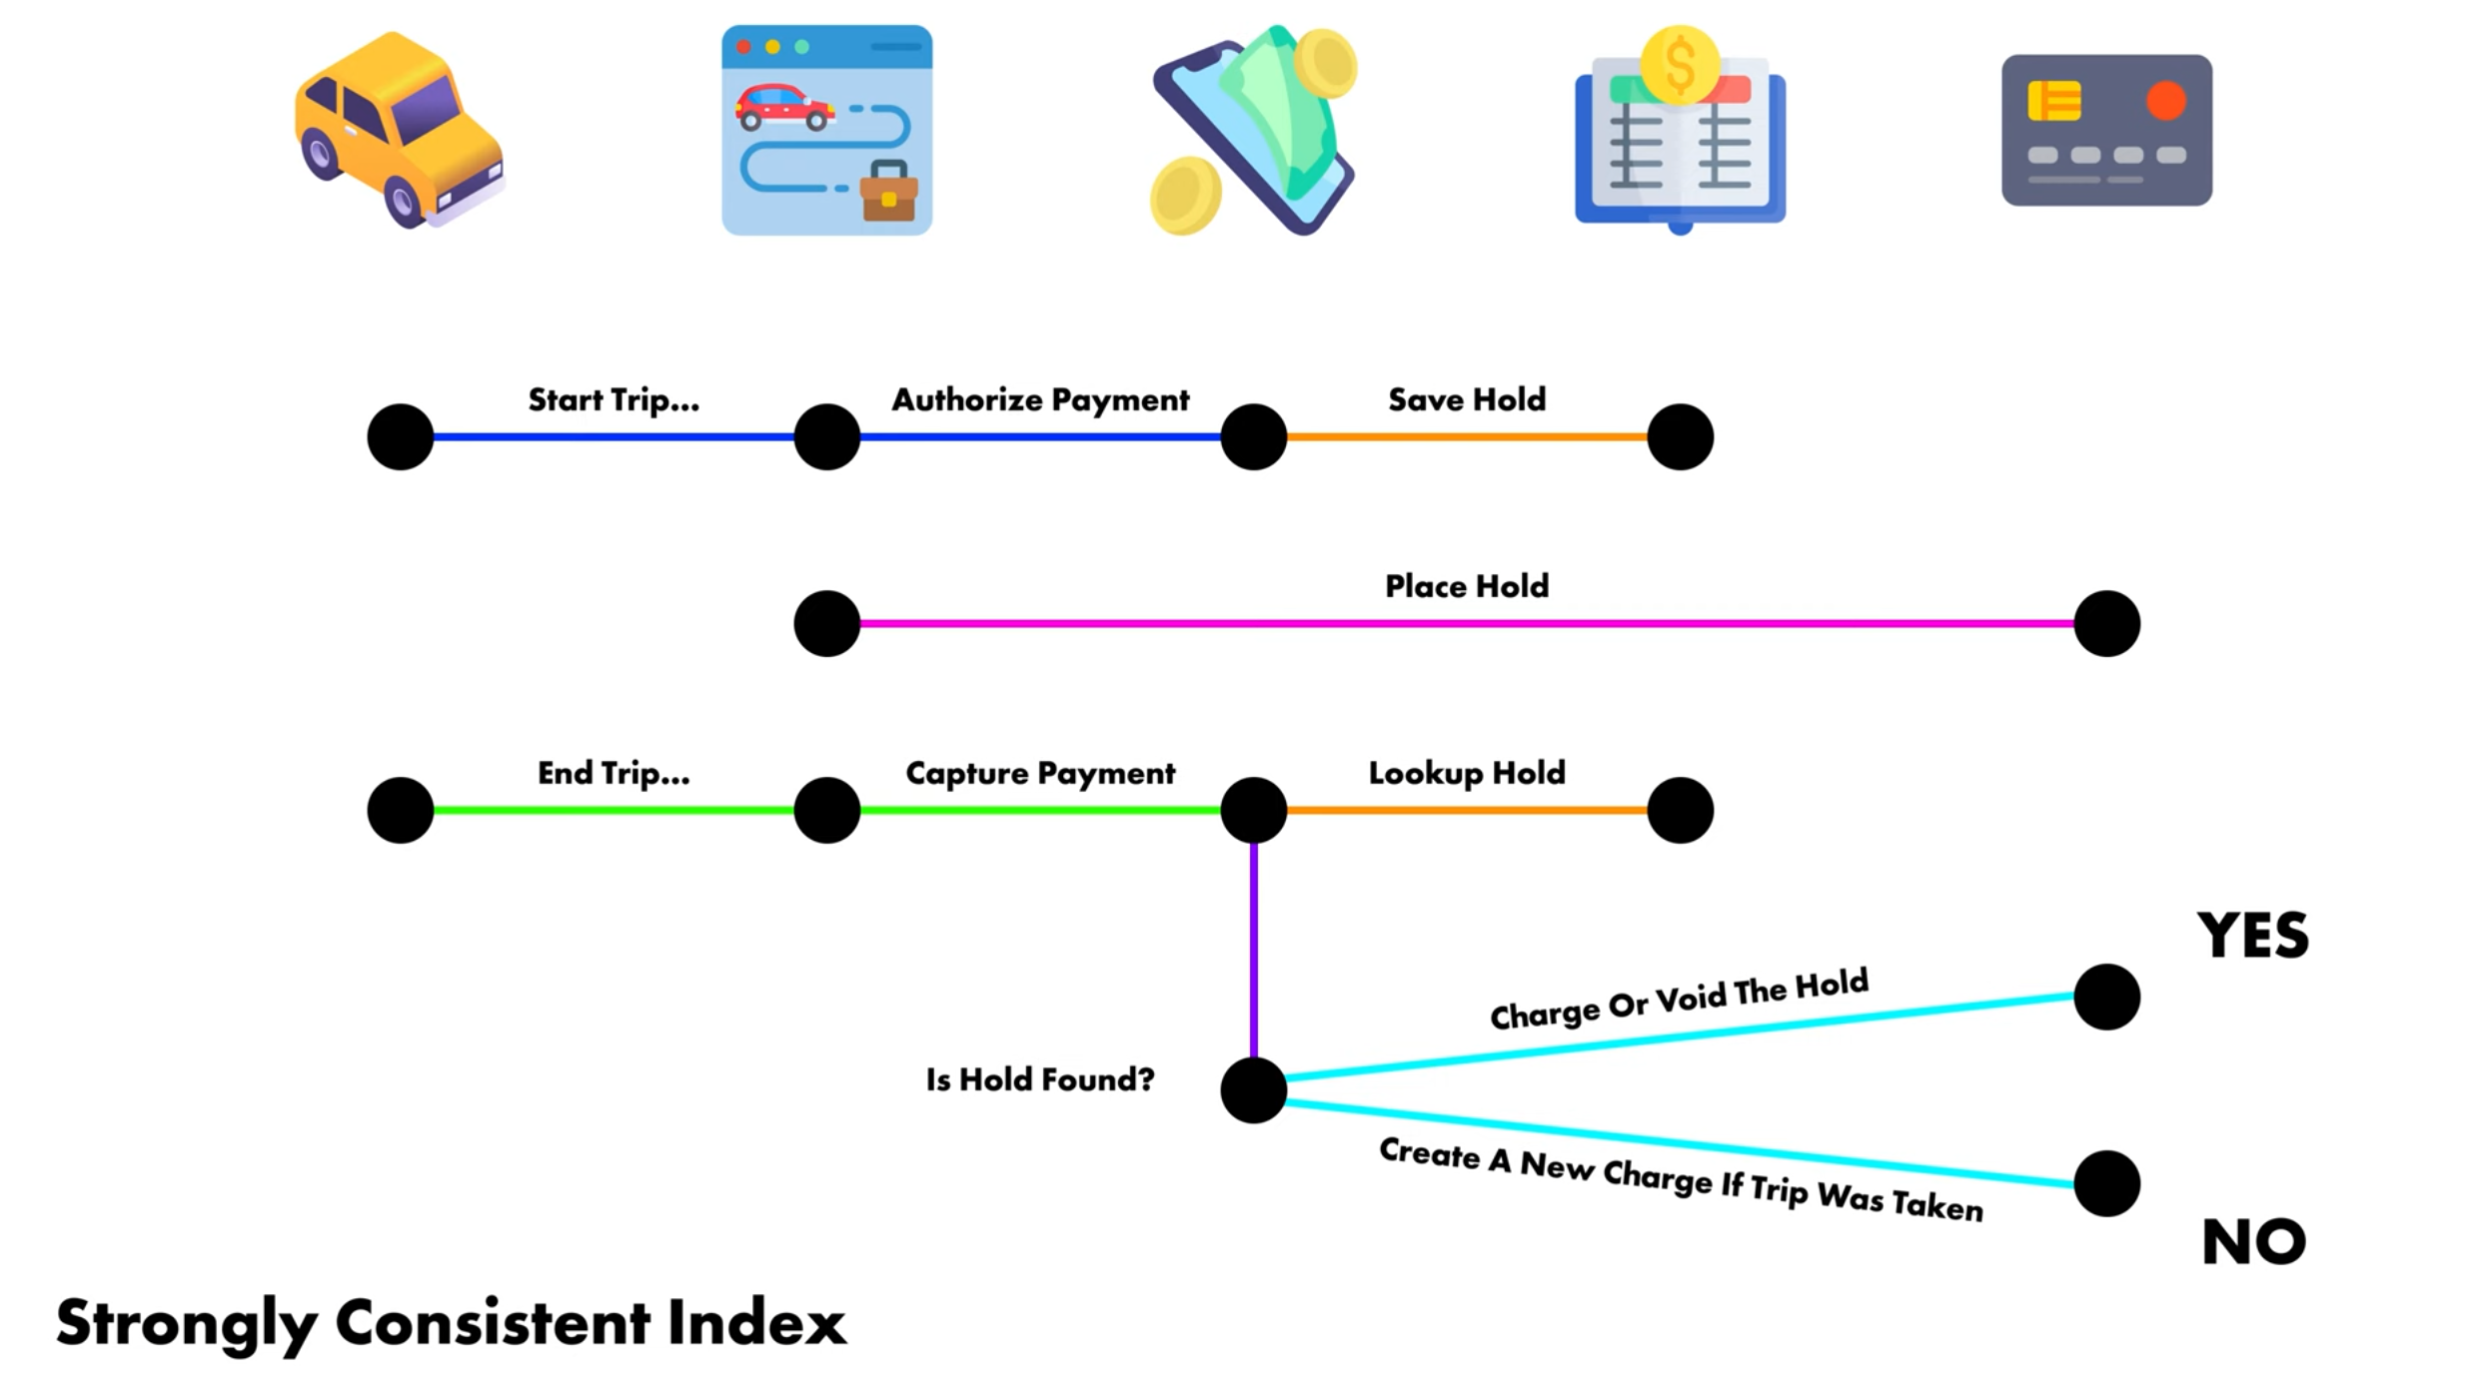 Start Trip...
Authorize Payment
Save Hold
Place Hold
End Trip...
Capture Payment
Lookup Hold
YES
Charge Or Void The Hold
Is Hold Found?
Create A New Charge If Trip Was Taken
NO
Strongly Consistent Index